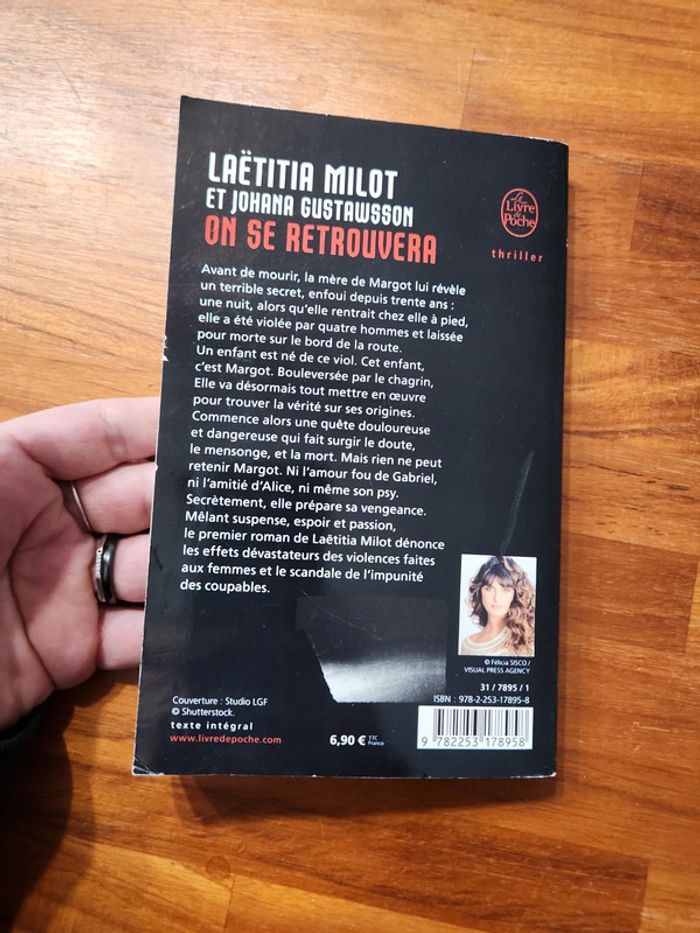 LAËTITIA MILOT
ET JOHANA GUSTAWSSON
ON SE RETROUVERA
Le
Livre
de
Poche
thriller
Avant de mourir, la mère de Margot lui révèle
un terrible secret, enfoui depuis trente ans :
une nuit, alors qu'elle rentrait chez elle à pied,
elle a été violée par quatre hommes et laissée
pour morte sur le bord de la route.
Un enfant est né de ce viol. Cet enfant,
c'est Margot. Bouleversée par le chagrin,
Elle va désormais tout mettre en œuvre
pour trouver la vérité sur ses origines.
Commence alors une quête douloureuse
et dangereuse qui fait surgir le doute,
le mensonge, et la mort. Mais rien ne peut
retenir Margot. Ni l'amour fou de Gabriel,
ni l'amitié d'Alice, ni même son psy.
Secrètement, elle prépare sa vengeance.
Mêlant suspense, espoir et passion,
le premier roman de Laëtitia Milot dénonce
les effets dévastateurs des violences faites
aux femmes et le scandale de l'impunité
des coupables.
© Félicia SISCO /
VISUAL PRESS AGENCY
Couverture : Studio LGF
© Shutterstock.
texte intégral
www.livredepoche.com
6,90 € TTC
France
31 / 7895 / 1
ISBN : 978-2-253-17895-8
9 782253 178958